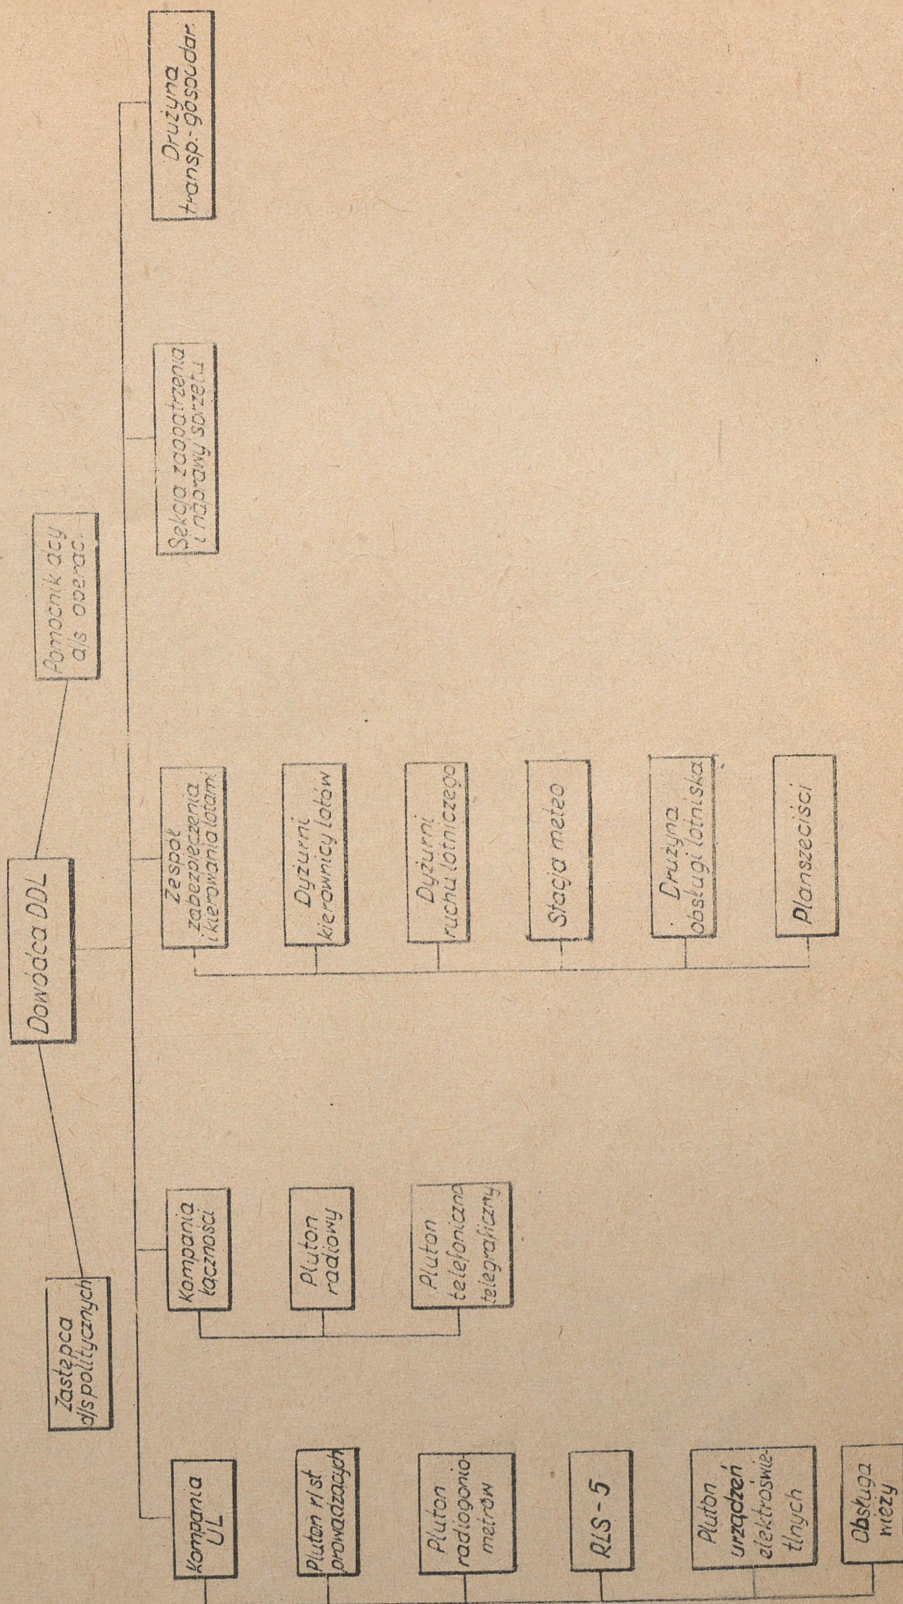 Dowódca DDL
Zastępca
d/s politycznych
Pomocnik dcy
d/s operac.
Kompania
UL
Pluton r/st
prowadzących
Pluton
radiogonio-
metrów
RLS-5
Pluton
urządzeń
elektroświe-
tlnych
Obsługa
wieży
Kompania
łączności
Pluton
radiowy
Pluton
telefoniczno
telegraficzny
Zespół
zabezpieczenia
i kierowania lotami
Dyżurni
kierownicy lotów
Dyżurni
ruchu lotniczego
Stacja meteo
Drużyna
obsługi lotniska
Planszeciści
Sekcja zaopatrzenia
i naprawy sprzętu
Drużyna
transp.-gospodar.